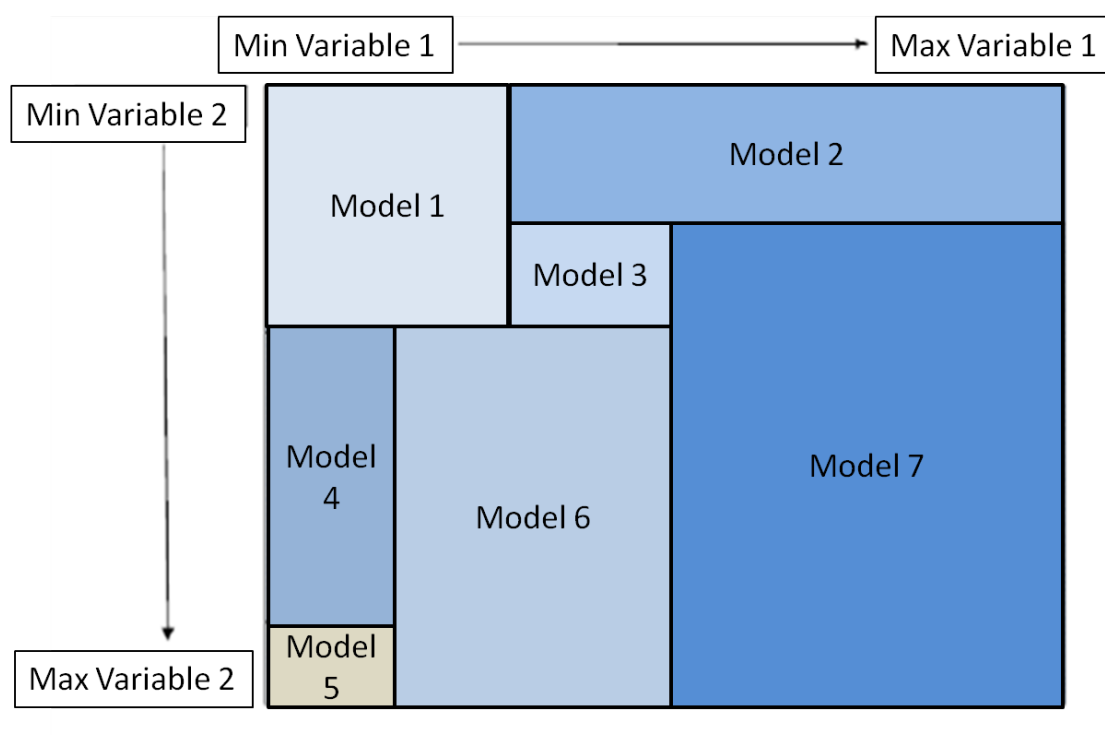 Min Variable 1
Max Variable 1
Min Variable 2
Model 2
Model 1
Model 3
Model
4
Model 7
Model 6
Model
5
Max Variable 2